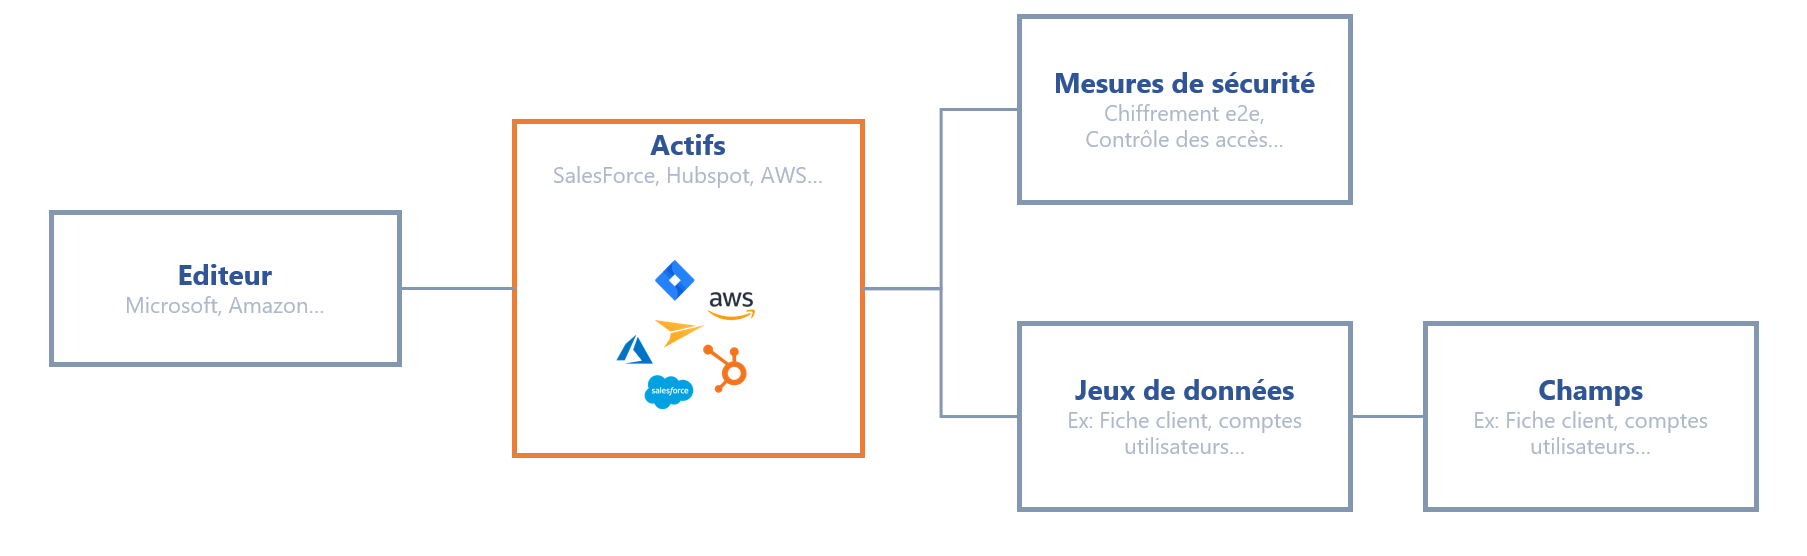 Editeur
Microsoft, Amazon...
Actifs
SalesForce, Hubspot, AWS...
aws
salesforce
Mesures de sécurité
Chiffrement e2e,
Contrôle des accès...
Jeux de données
Ex: Fiche client, comptes
utilisateurs...
Champs
Ex: Fiche client, comptes
utilisateurs...